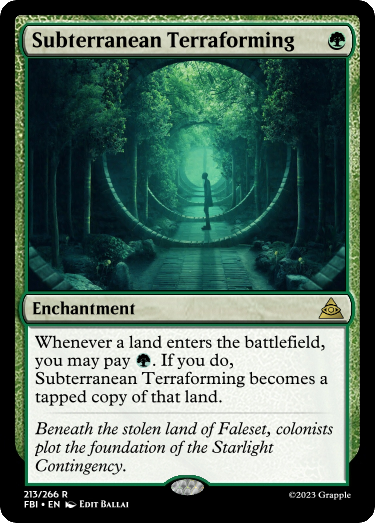 Subterranean Terraforming
Enchantment
Whenever a land enters the battlefield,
you may pay . If you do,
Subterranean Terraforming becomes a
tapped copy of that land.
Beneath the stolen land of Faleset, colonists
plot the foundation of the Starlight
Contingency.
213/266 R
FBI • EN Edit Ballai
©2023 Grapple